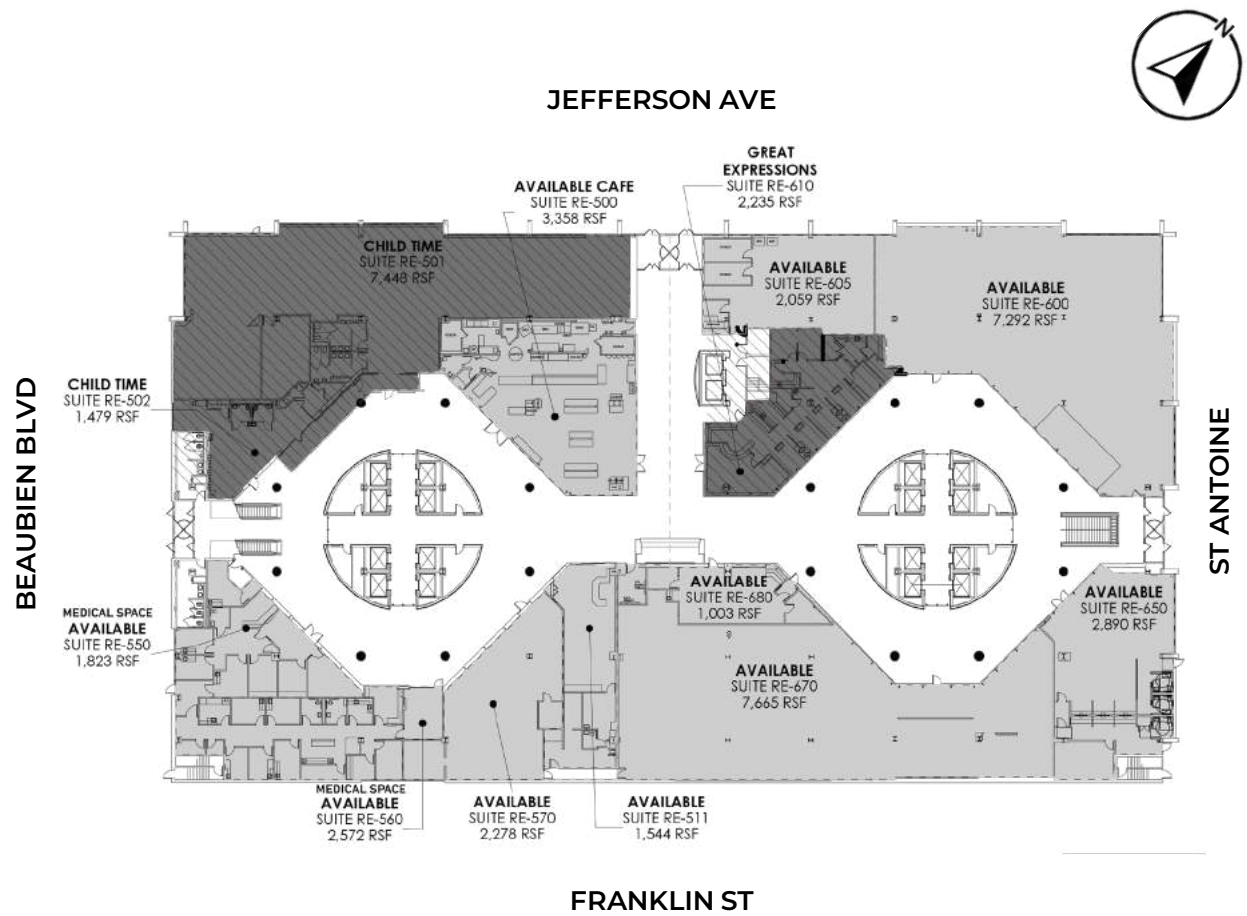 N
JEFFERSON AVE
GREAT
EXPRESSIONS
SUITE RE-610
2,235 RSF
AVAILABLE CAFE
SUITE RE-500
3,358 RSF
CHILD TIME
SUITE RE-501
7,448 RSF
AVAILABLE
SUITE RE-605
2,059 RSF
AVAILABLE
SUITE RE-600
7,292 RSF
CHILD TIME
SUITE RE-502
1,479 RSF
BEAUBIEN BLVD
ST ANTOINE
MEDICAL SPACE
AVAILABLE
SUITE RE-550
1,823 RSF
AVAILABLE
SUITE RE-680
1,003 RSF
AVAILABLE
SUITE RE-650
2,890 RSF
AVAILABLE
SUITE RE-670
7,665 RSF
MEDICAL SPACE
AVAILABLE
SUITE RE-560
2,572 RSF
AVAILABLE
SUITE RE-570
2,278 RSF
AVAILABLE
SUITE RE-511
1,544 RSF
FRANKLIN ST